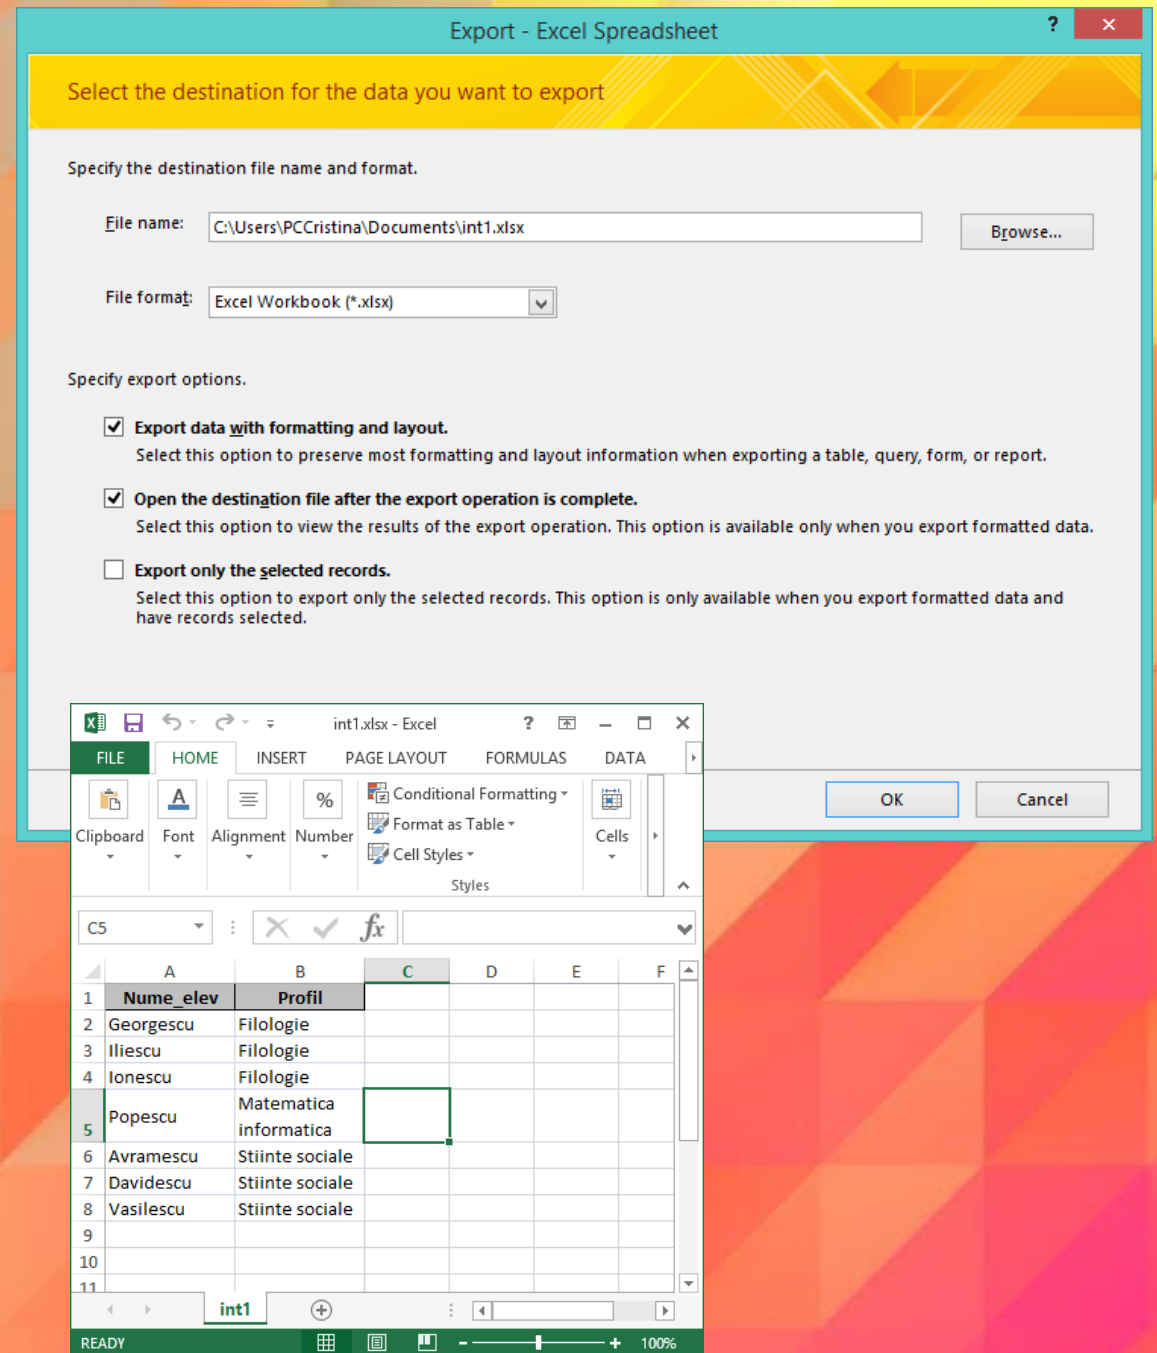 Export - Excel Spreadsheet ?
Select the destination for the data you want to export
Specify the destination file name and format.
File name: C:\Users\PCCristina\Documents\int1.xlsx Browse...
File format: Excel Workbook (*.xlsx)
Specify export options.
Export data with formatting and layout.
Select this option to preserve most formatting and layout information when exporting a table, query, form, or report.
Open the destination file after the export operation is complete.
Select this option to view the results of the export operation. This option is available only when you export formatted data.
Export only the selected records.
Select this option to export only the selected records. This option is only available when you export formatted data and
have records selected.
OK Cancel
int1.xlsx - Excel ?
FILE HOME INSERT PAGE LAYOUT FORMULAS DATA
% Conditional Formatting
Format as Table
Clipboard Font Alignment Number Cells
Cell Styles
Styles
C5 fx
A B C D E F
1 Nume_elev Profil
2 Georgescu Filologie
3 Iliescu Filologie
4 Ionescu Filologie
5 Popescu Matematica
informatica
6 Avramescu Stiinte sociale
7 Davidescu Stiinte sociale
8 Vasilescu Stiinte sociale
9
10
11
int1
READY 100%